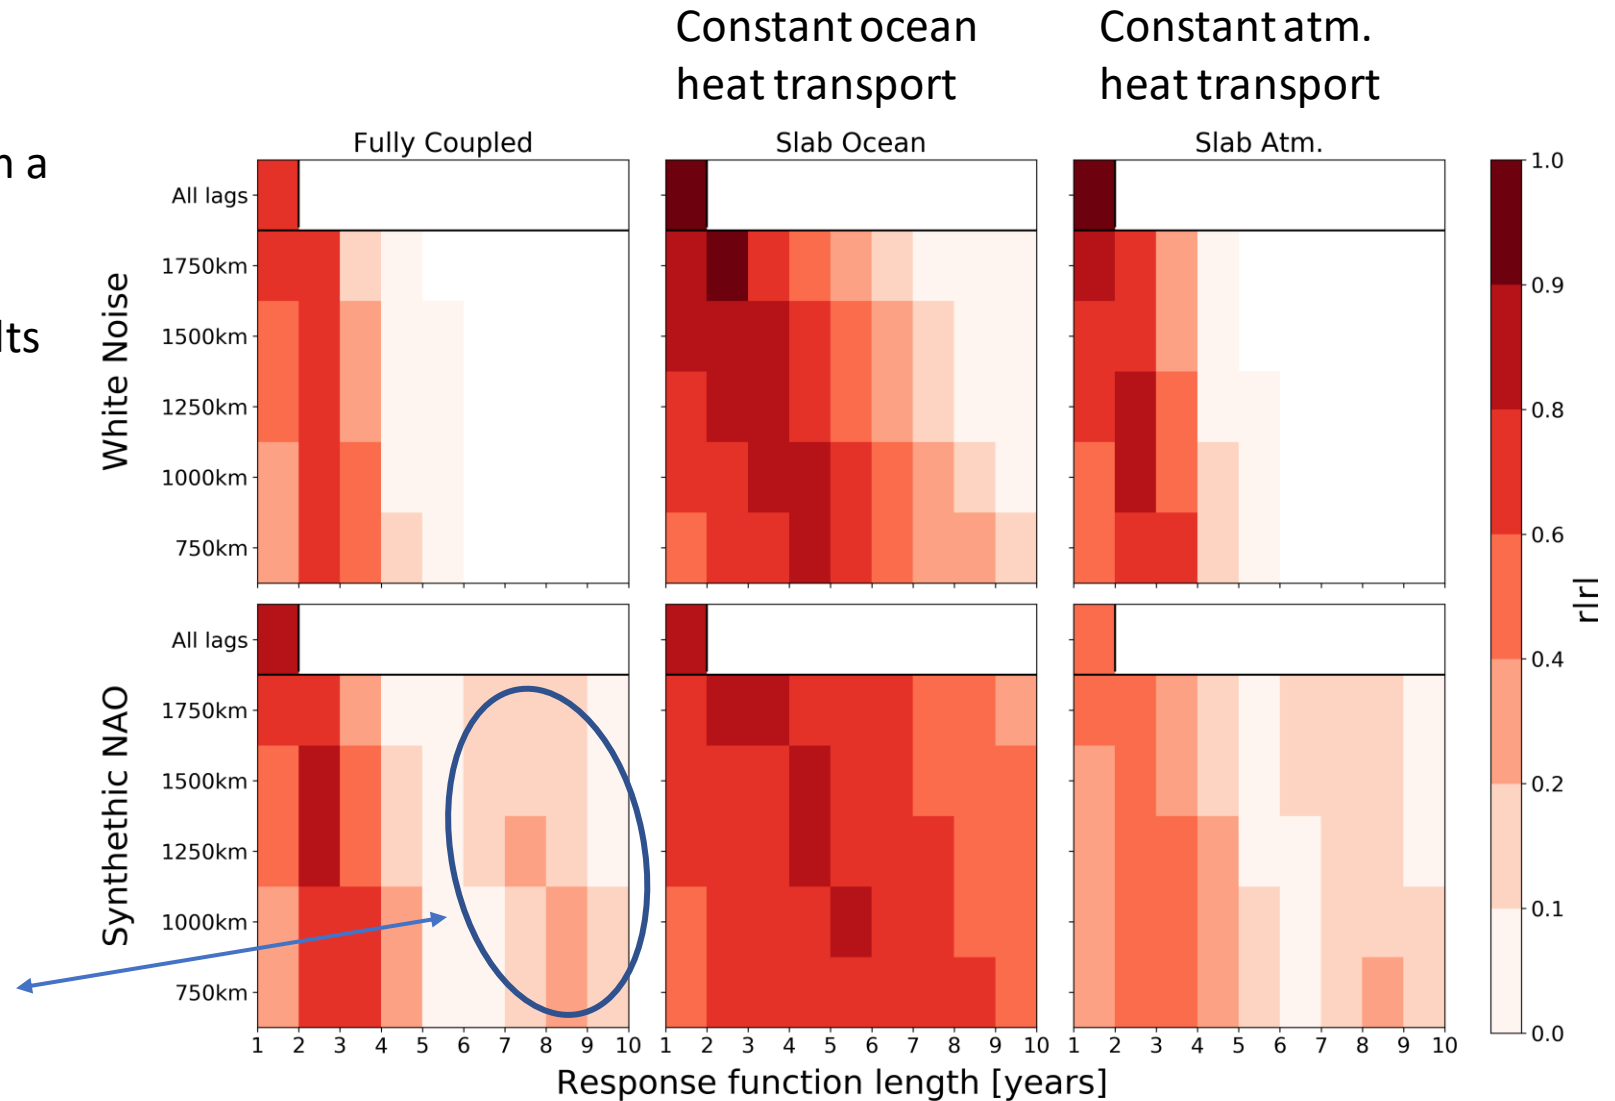 Constant ocean
heat transport
Constant atm.
heat transport
n a
lts
Fully Coupled
Slab Ocean
Slab Atm.
White Noise
All lags
1750km
1500km
1250km
1000km
750km
Synthethic NAO
All lags
1750km
1500km
1250km
1000km
750km
1 2 3 4 5 6 7 8 9 10
1 2 3 4 5 6 7 8 9 10
1 2 3 4 5 6 7 8 9 10
Response function length [years]
1.0
0.9
0.8
0.6
0.4
0.2
0.1
0.0
r|r|